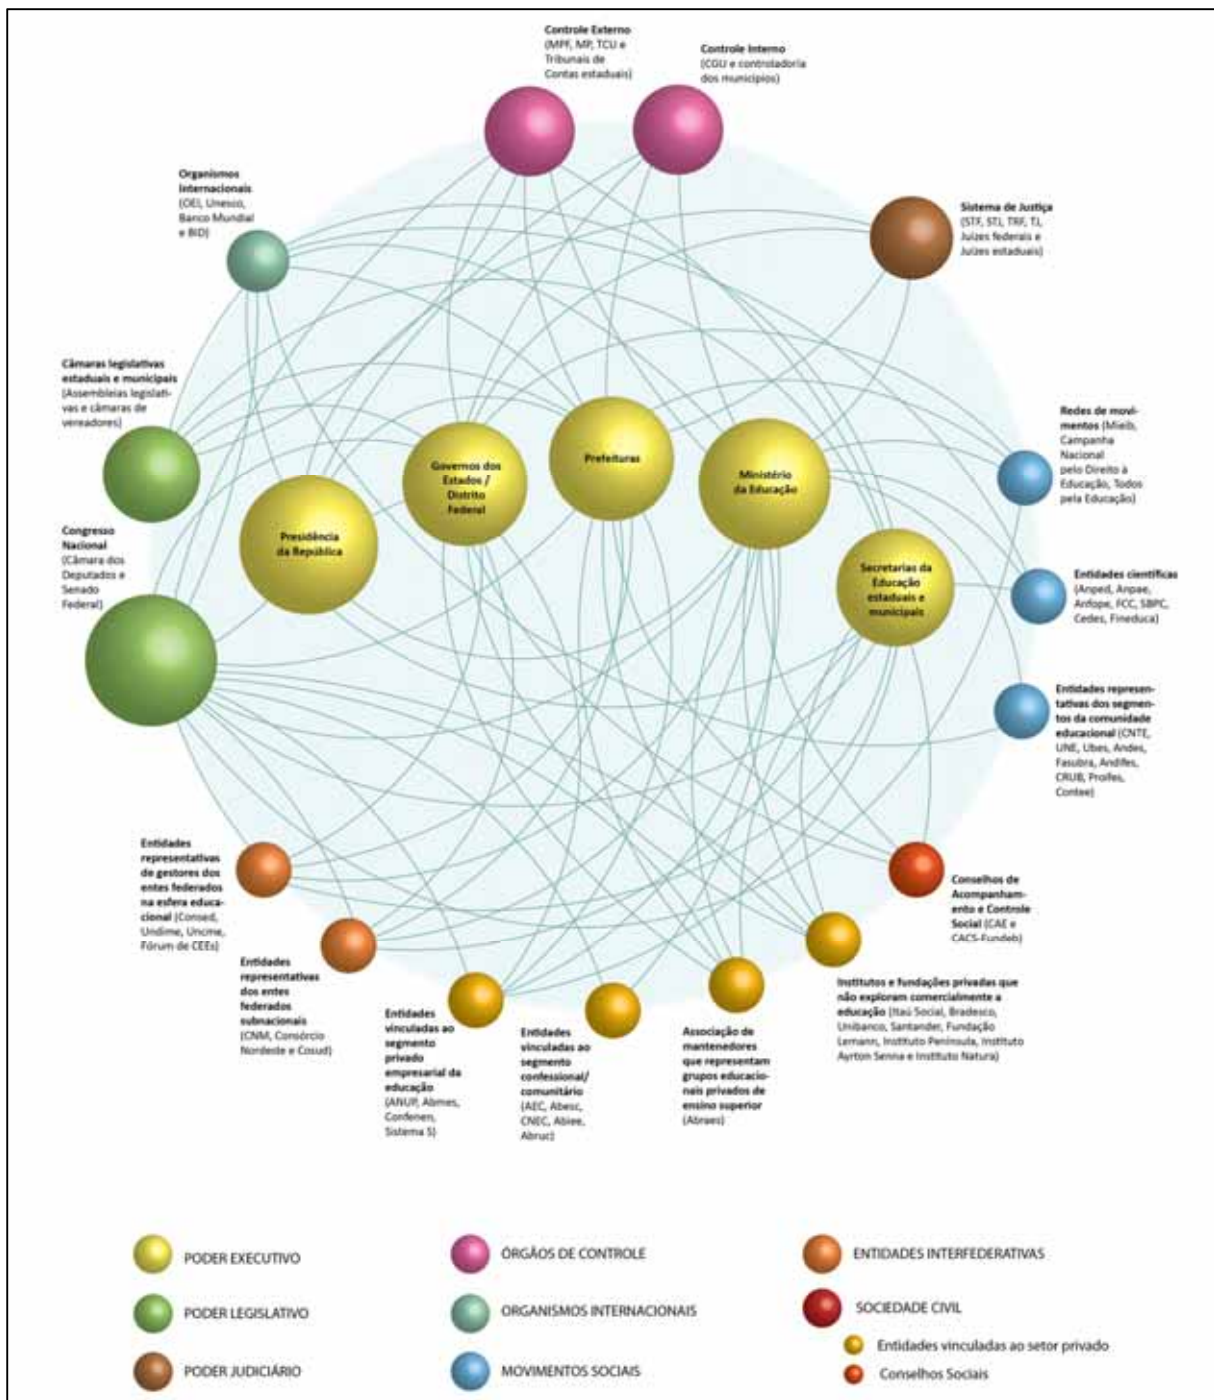 Controle Externo
(MPF, MP, TCU e
Tribunais de
Contas estaduais)
Controle Interno
(CGU e controladoria
dos municípios)
Organismos
Internacionais
(OEI, Unesco,
Banco Mundial
e BID)
Sistema de Justiça
(STF, STJ, TRF, TJ,
Juízes federais e
Juízes estaduais)
Câmaras legislativas
estaduais e municipais
(Assembleias legislati-
vas e câmaras de
vereadores)
Redes de movi-
mentos (Mieib,
Campanha
Nacional
pelo Direito à
Educação, Todos
pela Educação)
Presidência
da República
Governos dos
Estados /
Distrito
Federal
Prefeituras
Ministério
da Educação
Secretarias da
Educação
estaduais e
municipais
Congresso
Nacional
(Câmara dos
Deputados e
Senado
Federal)
Entidades científicas
(Anped, Anpae,
Anfope, FCC, SBPC,
Cedes, Fineduca)
Entidades represen-
tativas dos segmen-
tos da comunidade
educacional (CNTE,
UNE, Ubes, Andes,
Fasubra, Andifes,
CRUB, Proifes,
Contee)
Entidades
representativas
de gestores dos
entes federados
na esfera educa-
cional (Consed,
Undime, Uncme,
Fórum de CEEs)
Entidades
representativas
dos entes
federados
subnacionais
(CNM, Consórcio
Nordeste e Cosud)
Entidades
vinculadas ao
segmento
privado
empresarial da
educação
(ANUP, Abmes,
Confenen,
Sistema S)
Entidades
vinculadas ao
segmento
confessional/
comunitário
(AEC, Abesc,
CNEC, Abiee,
Abruc)
Associação de
mantenedores
que representam
grupos educacio-
nais privados de
ensino superior
(Abraes)
Institutos e fundações privadas que
não exploram comercialmente a
educação (Itaú Social, Bradesco,
Unibanco, Santander, Fundação
Lemann, Instituto Península, Instituto
Ayrton Senna e Instituto Natura)
Conselhos de
Acompanham-
ento e Controle
Social (CAE e
CACS-Fundeb)
PODER EXECUTIVO
PODER LEGISLATIVO
PODER JUDICIÁRIO
ÓRGÃOS DE CONTROLE
ORGANISMOS INTERNACIONAIS
MOVIMENTOS SOCIAIS
ENTIDADES INTERFEDERATIVAS
SOCIEDADE CIVIL
Entidades vinculadas ao setor privado
Conselhos Sociais